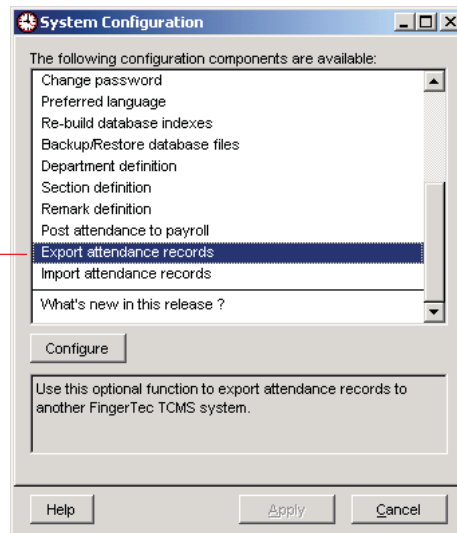 System Configuration
The following configuration components are available:
Change password
Preferred language
Re-build database indexes
Backup/Restore database files
Department definition
Section definition
Remark definition
Post attendance to payroll
Export attendance records
Import attendance records
What's new in this release ?
Configure
Use this optional function to export attendance records to
another FingerTec TCMS system.
Help Apply Cancel